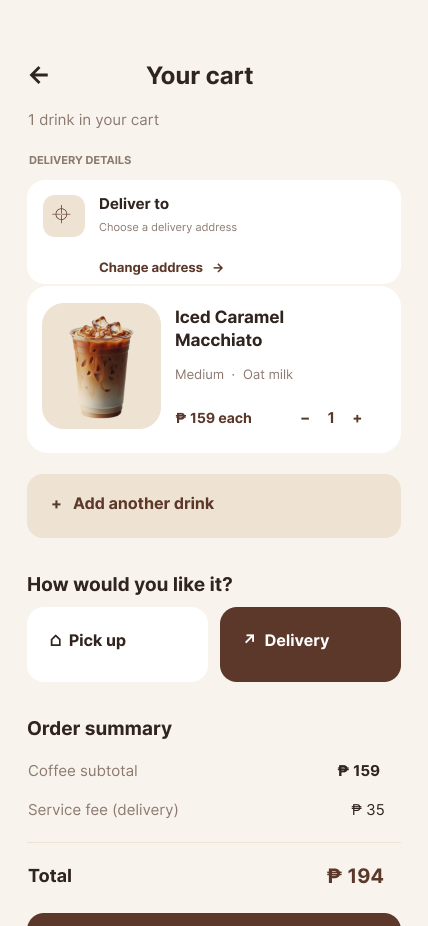 ← Your cart
1 drink in your cart
DELIVERY DETAILS
Deliver to
Choose a delivery address
Change address →
Iced Caramel
Macchiato
Medium · Oat milk
₱ 159 each − 1 +
+ Add another drink
How would you like it?
⌂ Pick up ↗ Delivery
Order summary
Coffee subtotal ₱ 159
Service fee (delivery) ₱ 35
Total ₱ 194